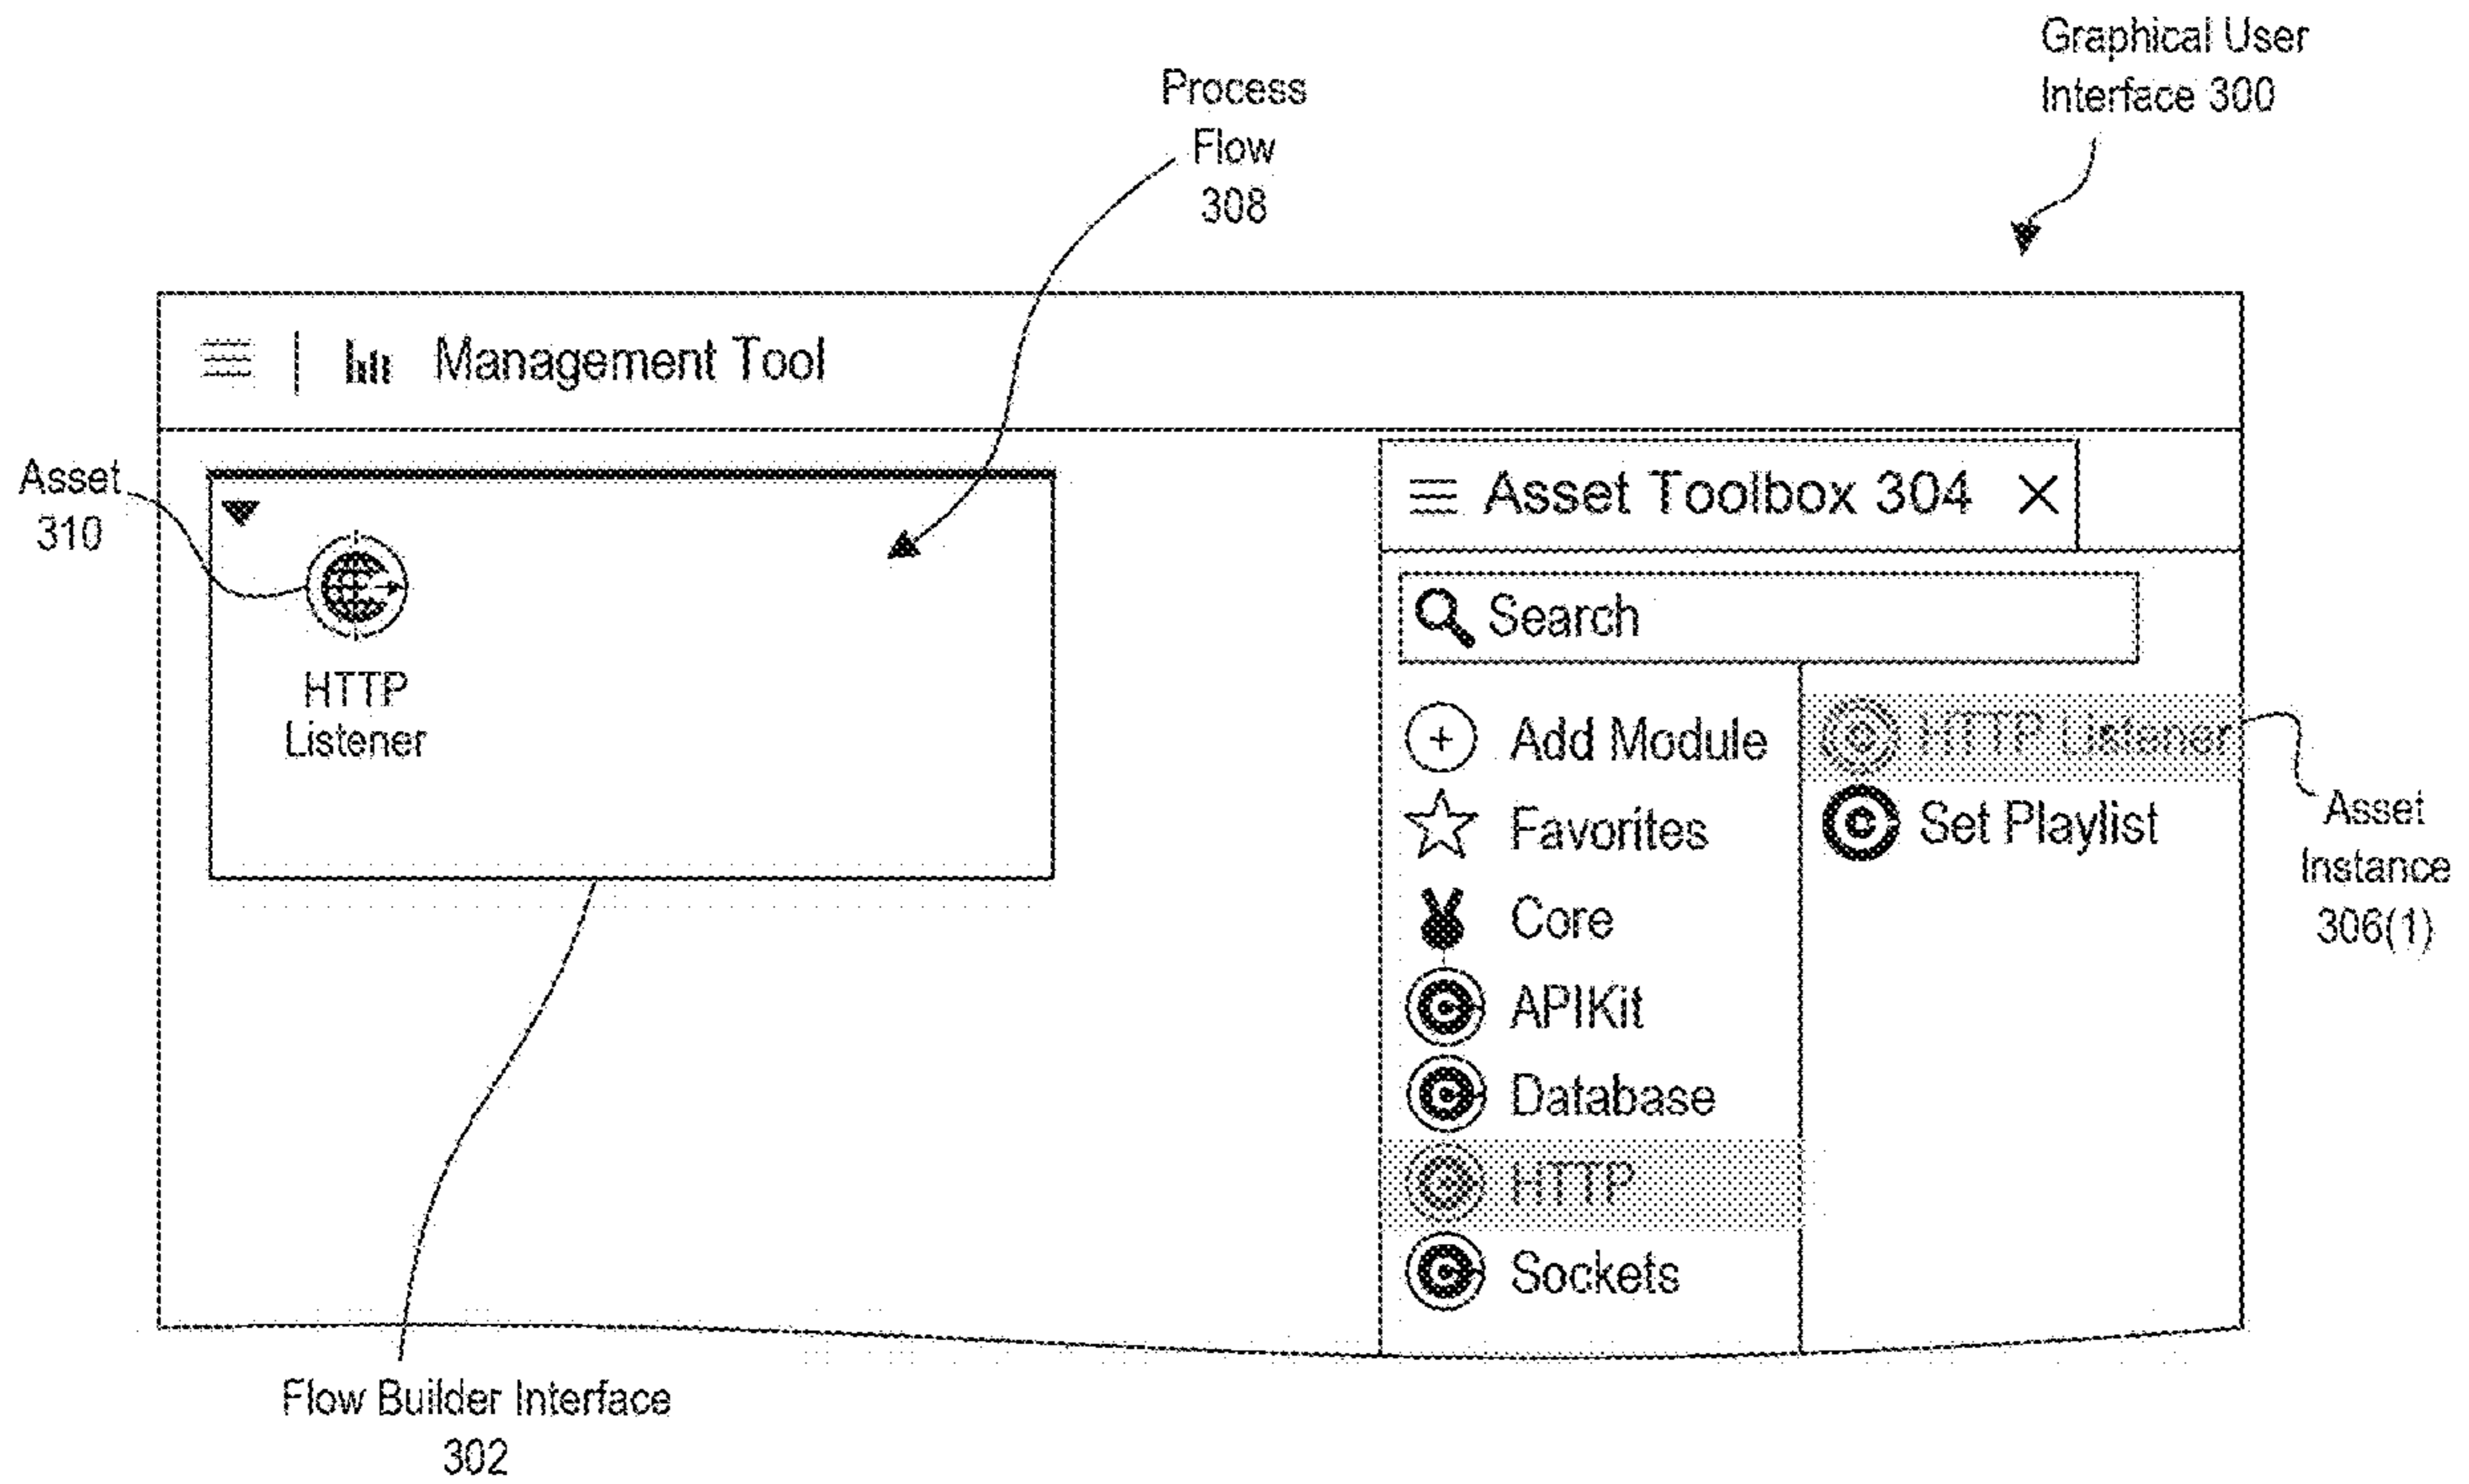 Graphical User
Interface 300
Process
Flow
308
Management Tool
Asset
310
HTTP
Listener
Asset Toolbox 304
Search
Add Module
Favorites
Core
APIKit
Database
HTTP
Sockets
HTTP Listener
Set Playlist
Asset
Instance
306(1)
Flow Builder Interface
302